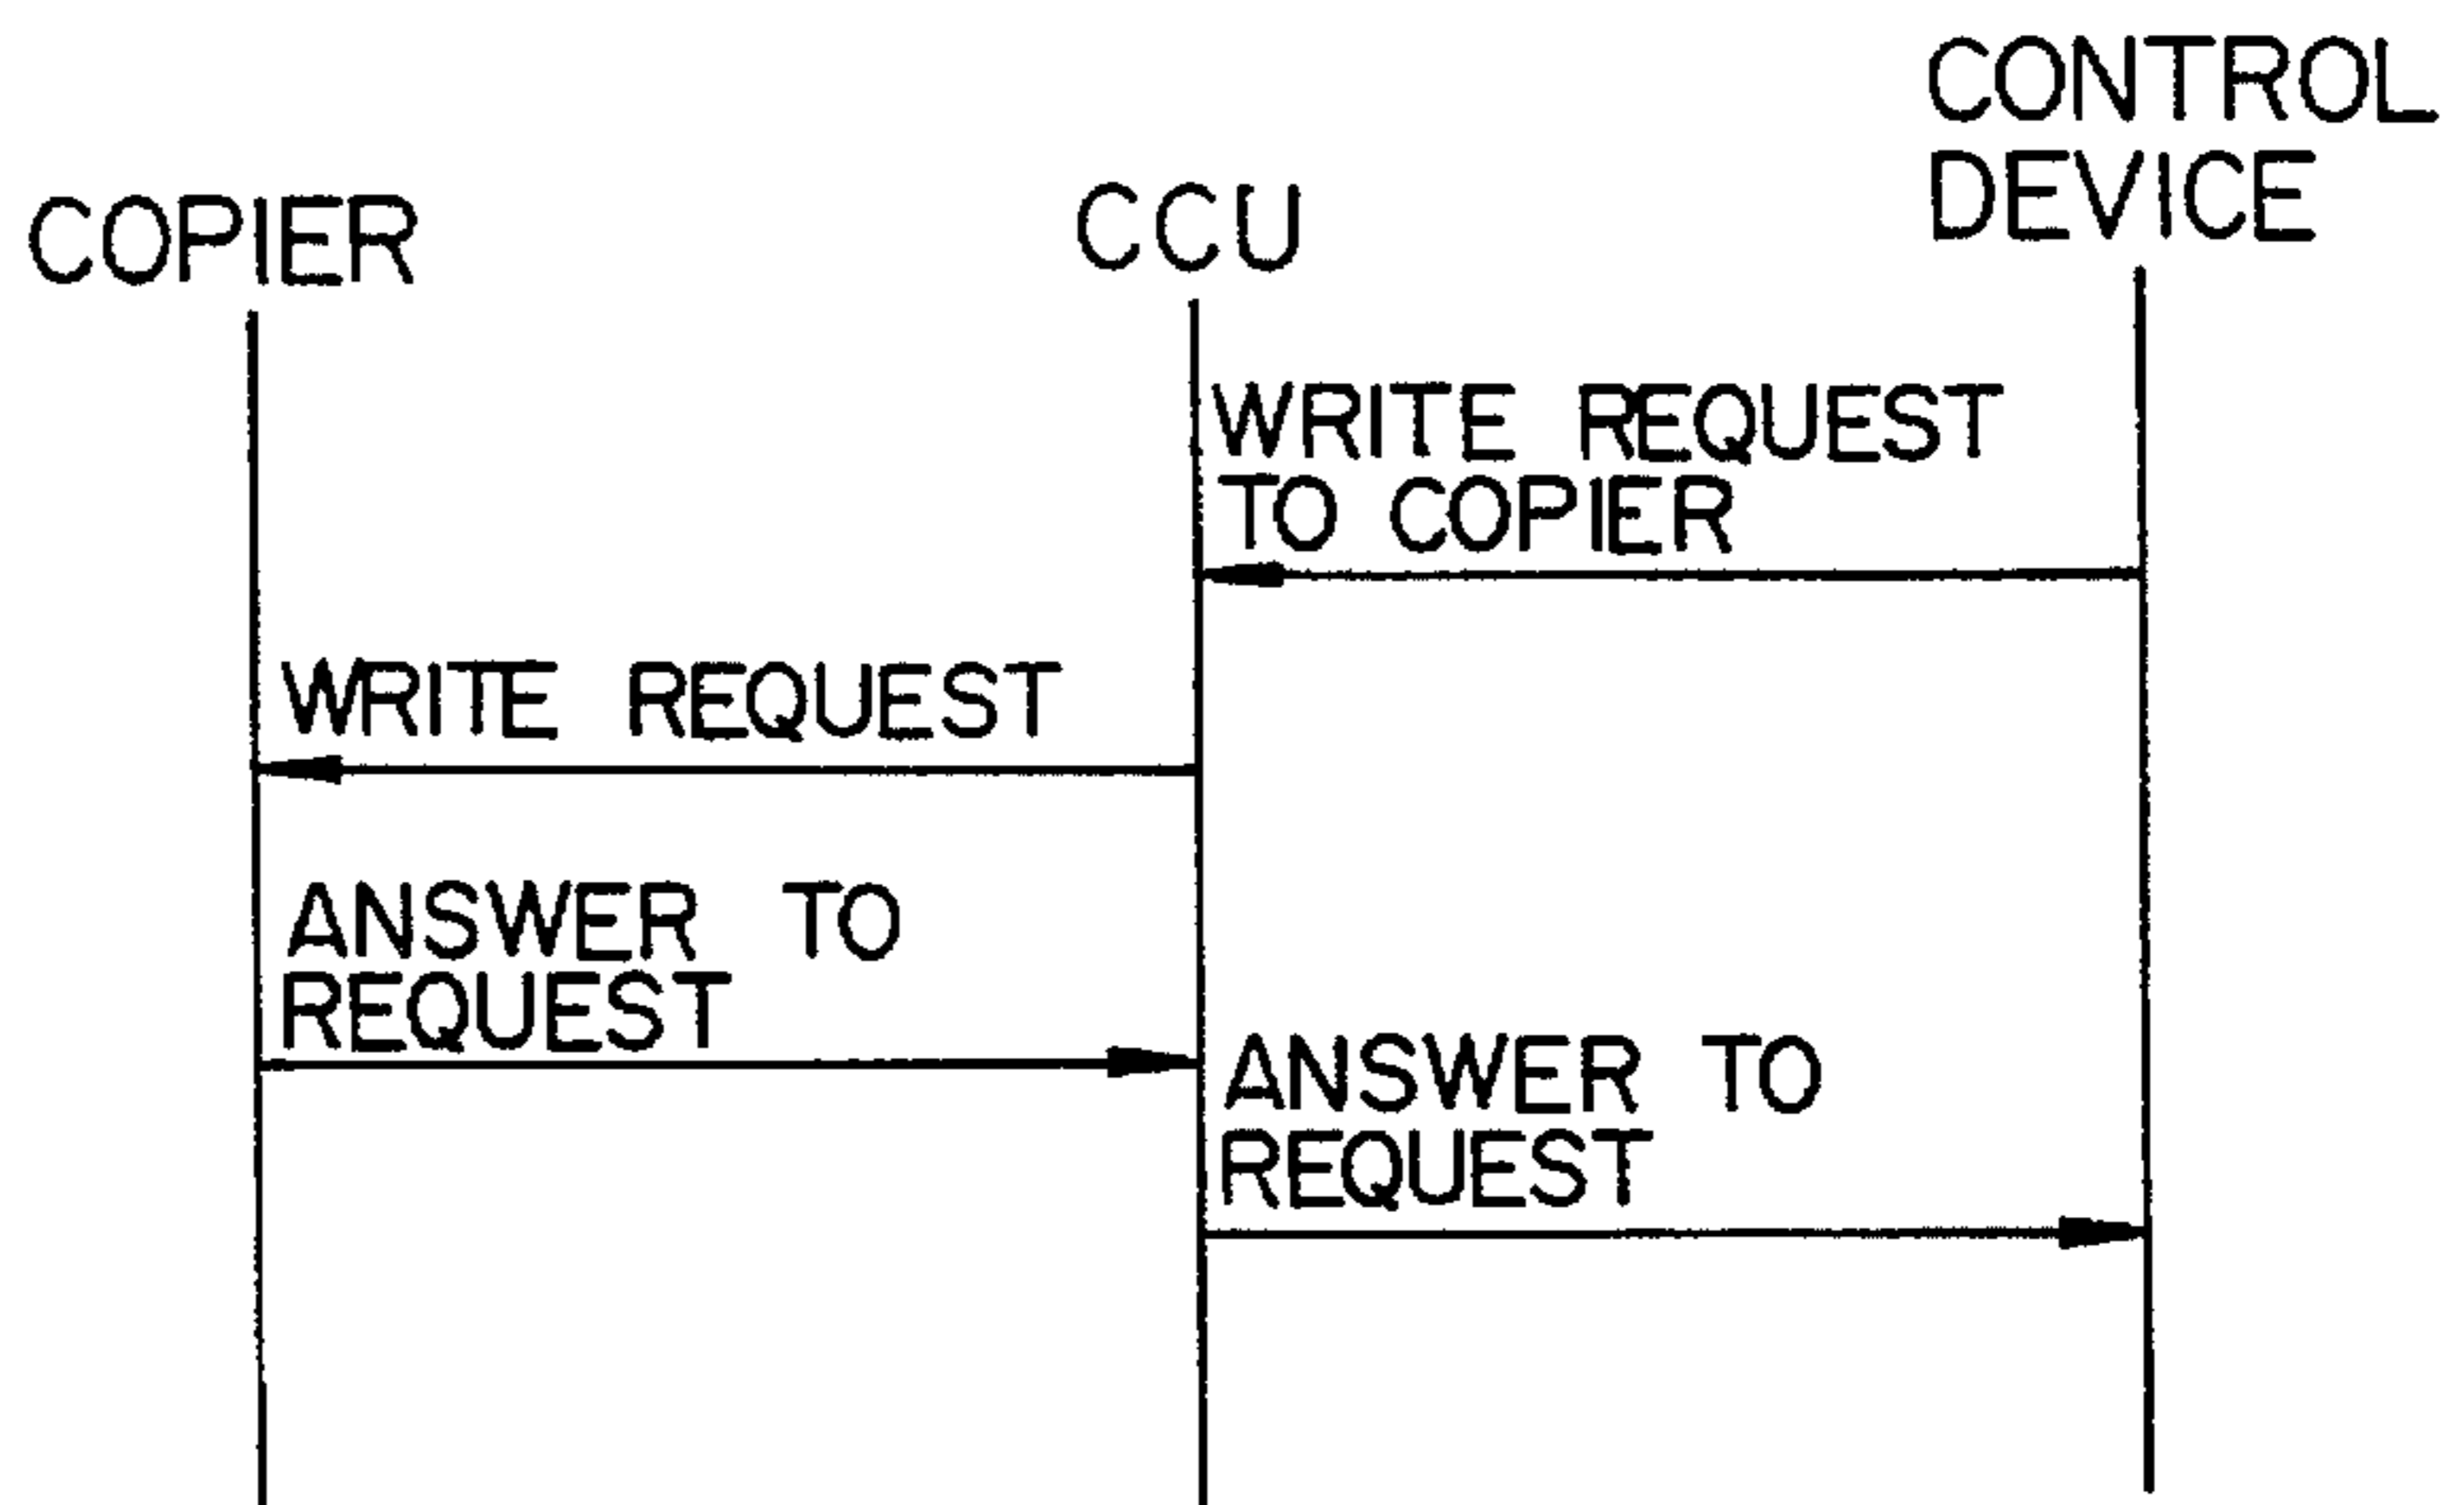 COPIER
CCU
CONTROL
DEVICE
WRITE REQUEST
TO COPIER
WRITE REQUEST
ANSWER TO
REQUEST
ANSWER TO
REQUEST